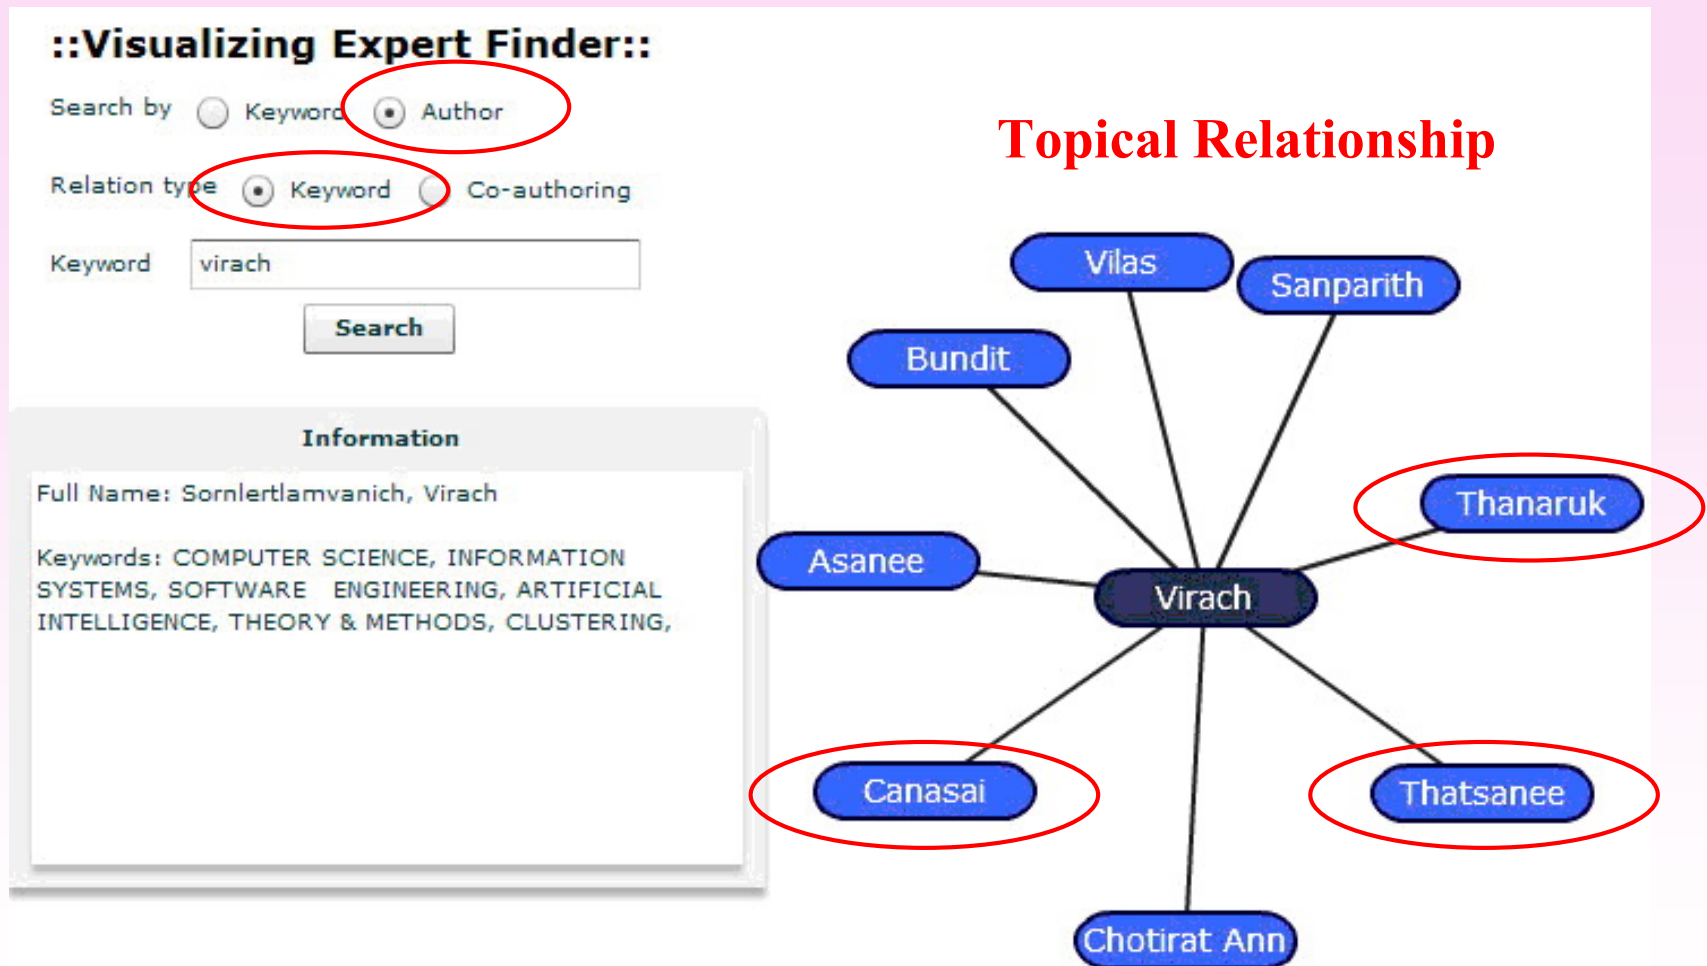 ::Visualizing Expert Finder::
Search by Keyword Author
Relation type Keyword Co-authoring
Keyword virach
Search
Information
Full Name: Sornlertlamvanich, Virach
Keywords: COMPUTER SCIENCE, INFORMATION
SYSTEMS, SOFTWARE ENGINEERING, ARTIFICIAL
INTELLIGENCE, THEORY & METHODS, CLUSTERING,
Topical Relationship
Vilas
Sanparith
Bundit
Thanaruk
Asanee
Virach
Canasai
Thatsanee
Chotirat Ann